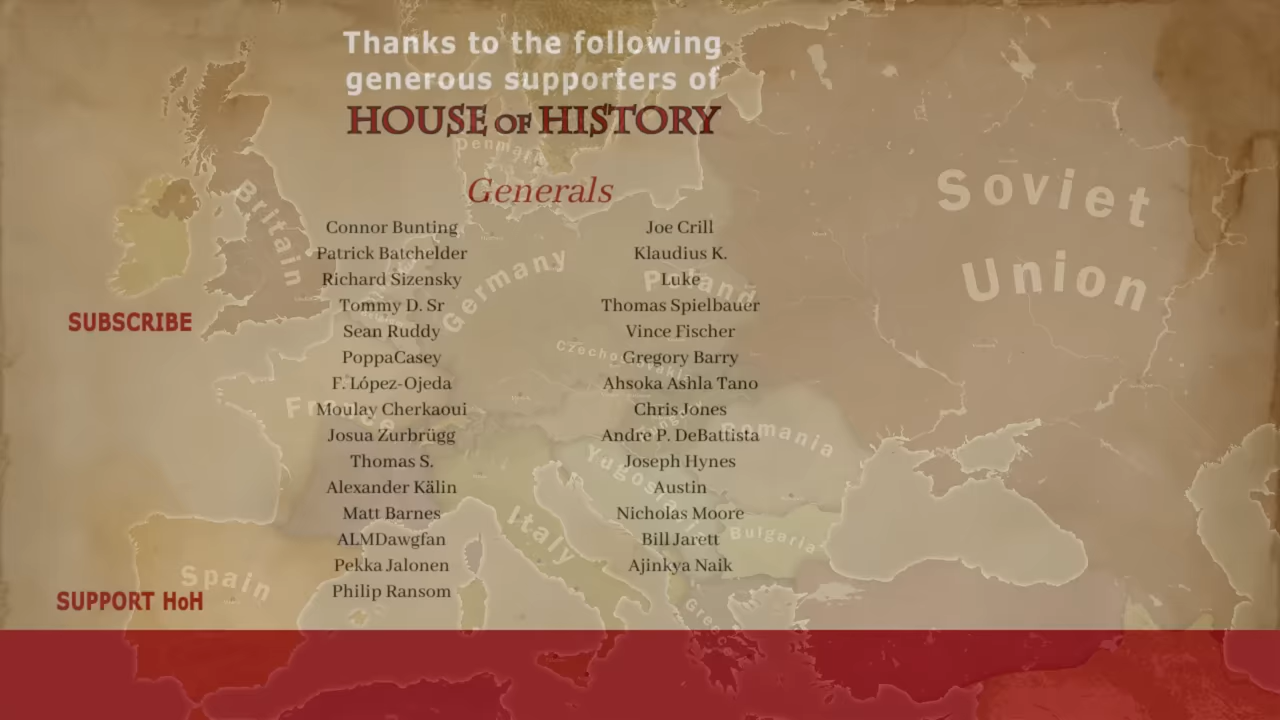 Thanks to the following
generous supporters of
HOUSE OF HISTORY
Generals
Connor Bunting
Patrick Batchelder
Richard Sizensky
Tommy D. Sr
Sean Ruddy
PoppaCasey
F. López-Ojeda
Moulay Cherkaoui
Josua Zurbrügg
Thomas S.
Alexander Kälin
Matt Barnes
ALMDawgfan
Pekka Jalonen
Philip Ransom
Joe Crill
Klaudius K.
Luke
Thomas Spielbauer
Vince Fischer
Gregory Barry
Ahsoka Ashla Tano
Chris Jones
Andre P. DeBattista
Joseph Hynes
Austin
Nicholas Moore
Bill Jarett
Ajinkya Naik
SUBSCRIBE
SUPPORT HoH
Denmark
Britain
Germany
Poland
Soviet
Union
France
Romania
Italy
Bulgaria
Spain
Greece